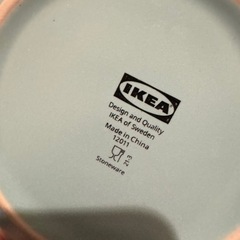 IKEA
Design and Quality
IKEA of Sweden
Made in China
12011
Stoneware